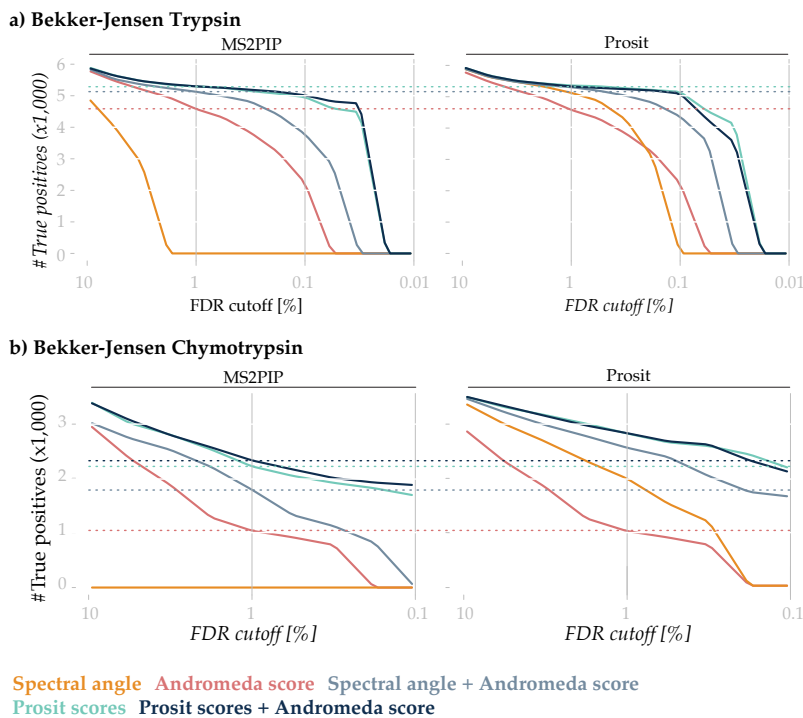 a) Bekker-Jensen Trypsin
MS2PIP
Prosit
# True positives (x1,000)
6
5
4
3
2
1
0
10
1
0.1
0.01
10
1
0.1
0.01
FDR cutoff [%]
FDR cutoff [%]
b) Bekker-Jensen Chymotrypsin
MS2PIP
Prosit
#True positives (x1,000)
3
2
1
0
10
1
0.1
10
1
0.1
FDR cutoff [%]
FDR cutoff [%]
Spectral angle Andromeda score Spectral angle + Andromeda score
Prosit scores Prosit scores + Andromeda score